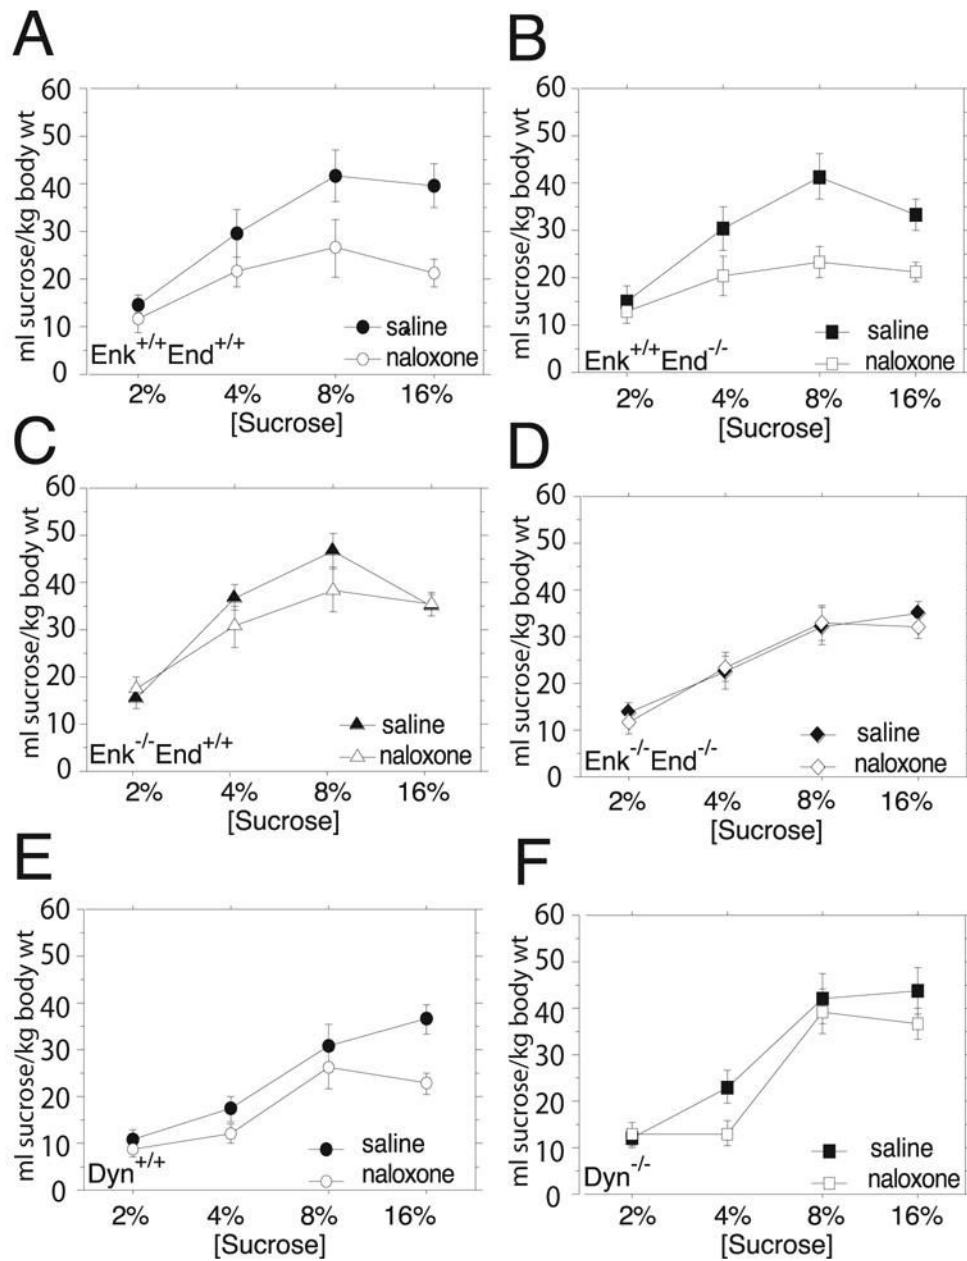 A
ml sucrose/kg body wt
60
50
40
30
20
10
0
Enk+/+End+/+
saline
naloxone
2% 4% 8% 16%
[Sucrose]
B
ml sucrose/kg body wt
60
50
40
30
20
10
0
Enk+/+End-/-
saline
naloxone
2% 4% 8% 16%
[Sucrose]
C
ml sucrose/kg body wt
60
50
40
30
20
10
0
Enk-/-End+/+
saline
naloxone
2% 4% 8% 16%
[Sucrose]
D
ml sucrose/kg body wt
60
50
40
30
20
10
0
Enk-/-End-/-
saline
naloxone
2% 4% 8% 16%
[Sucrose]
E
ml sucrose/kg body wt
60
50
40
30
20
10
0
Dyn+/+
saline
naloxone
2% 4% 8% 16%
[Sucrose]
F
ml sucrose/kg body wt
60
50
40
30
20
10
0
Dyn-/-
saline
naloxone
2% 4% 8% 16%
[Sucrose]